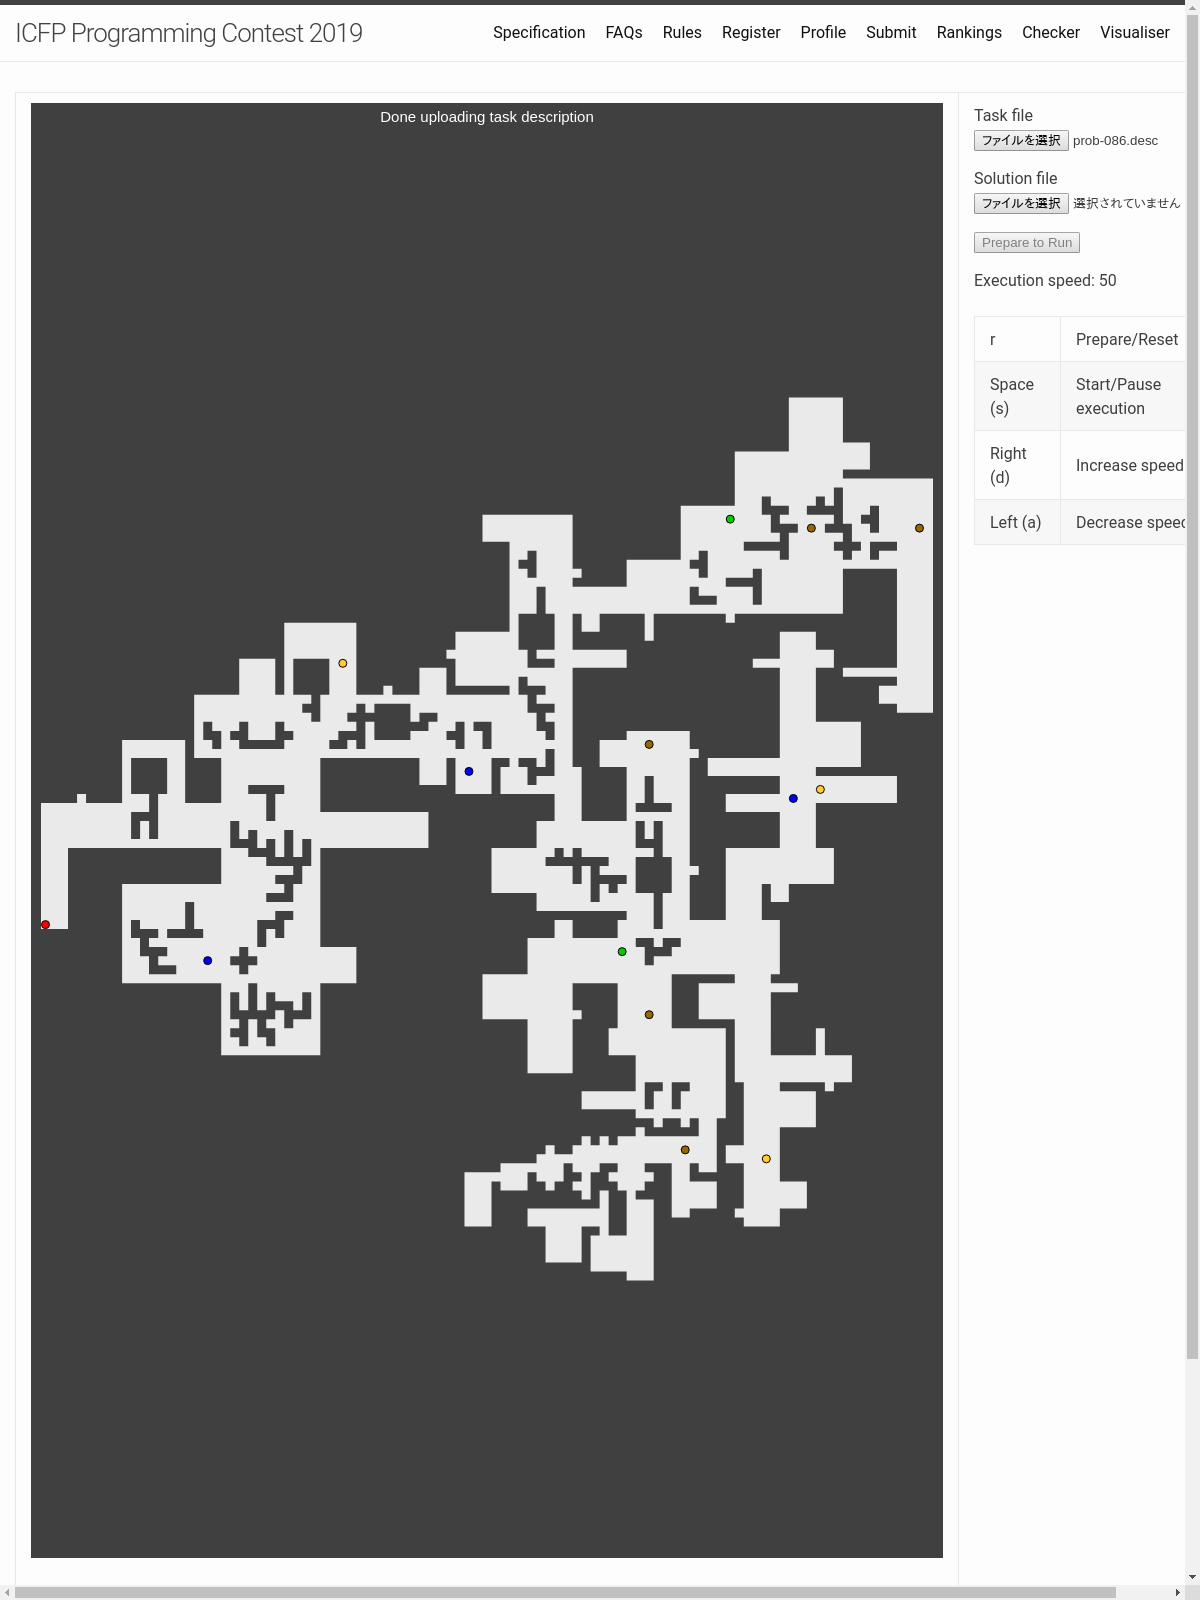 ICFP Programming Contest 2019
Specification FAQs Rules Register Profile Submit Rankings Checker Visualiser
Done uploading task description
Task file
ファイルを選択 prob-086.desc
Solution file
ファイルを選択 選択されていません
Prepare to Run
Execution speed: 50
r Prepare/Reset
Space Start/Pause
(s) execution
Right Increase speed
(d)
Left (a) Decrease speed